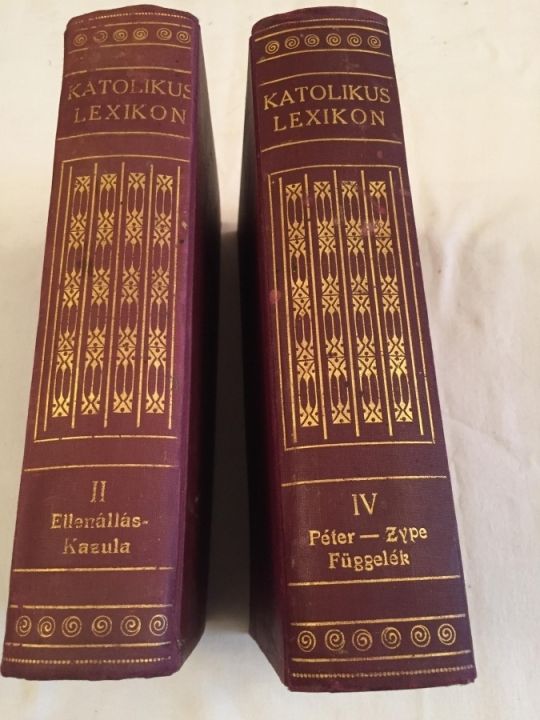 KATOLIKUS
LEXIKON
II
Ellenállás-
Kazula
KATOLIKUS
LEXIKON
IV
Péter — Zype
Függelék